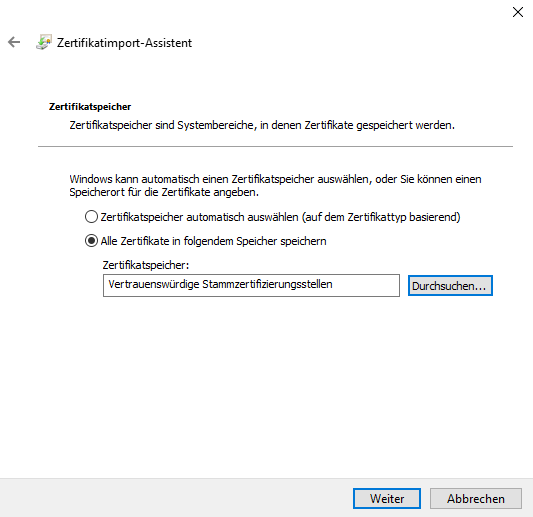 Zertifikatimport-Assistent
Zertifikatspeicher
Zertifikatspeicher sind Systembereiche, in denen Zertifikate gespeichert werden.
Windows kann automatisch einen Zertifikatspeicher auswählen, oder Sie können einen
Speicherort für die Zertifikate angeben.
Zertifikatspeicher automatisch auswählen (auf dem Zertifikattyp basierend)
Alle Zertifikate in folgendem Speicher speichern
Zertifikatspeicher:
Vertrauenswürdige Stammzertifizierungsstellen
Durchsuchen...
Weiter
Abbrechen